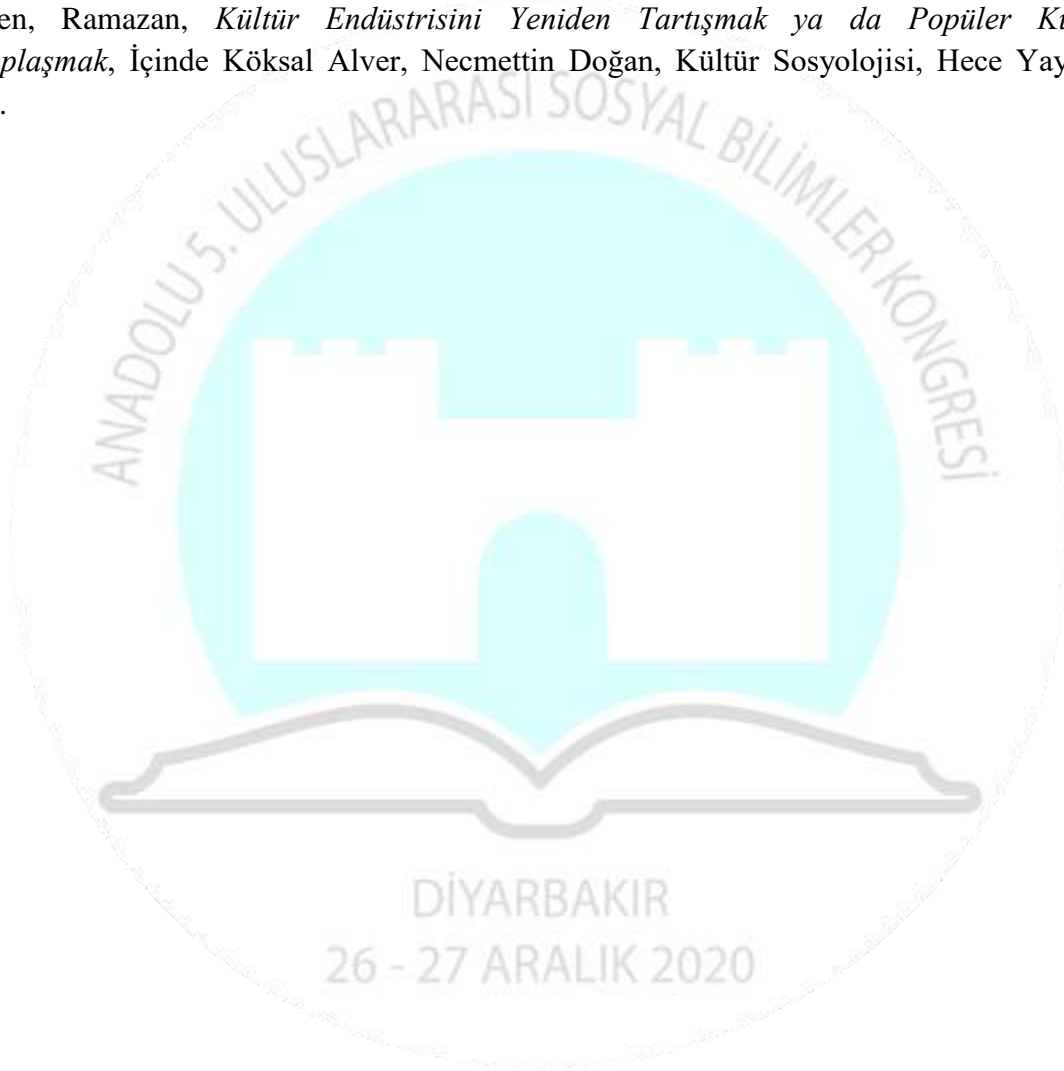 en, Ramazan, Kültür Endüstrisini Yeniden Tartışmak ya da Popüler K
plaşmak, İçinde Köksal Alver, Necmettin Doğan, Kültür Sosyolojisi, Hece Yay
.
ANADOLU 5. ULUSLARARASI SOSYAL BİLİMLER KONGRESİ
DİYARBAKIR
26 - 27 ARALIK 2020